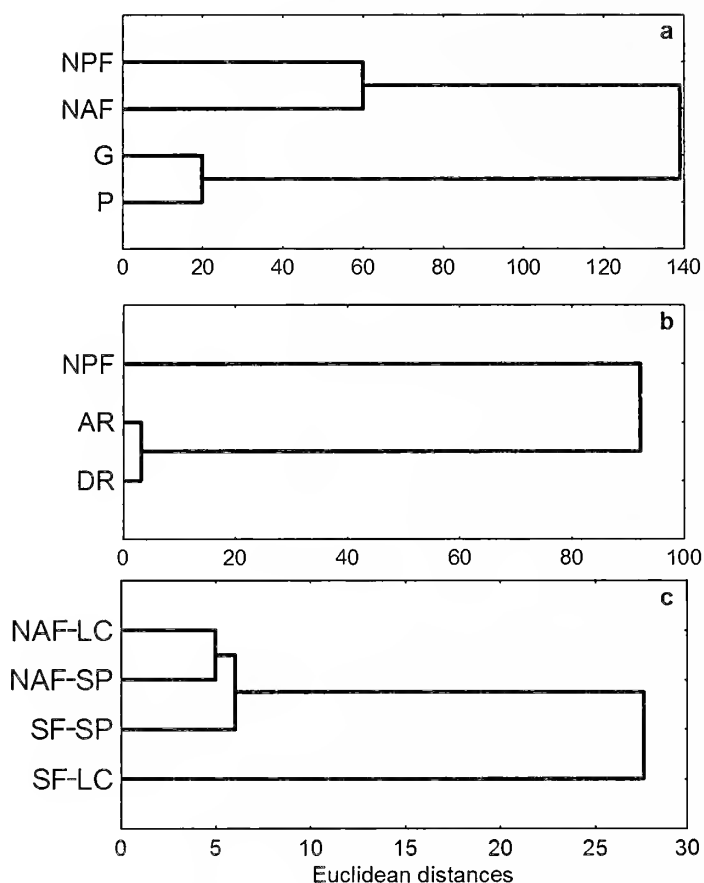 a
NPF
NAF
G
P
0 20 40 60 80 100 120 140
b
NPF
AR
DR
0 20 40 60 80 100
c
NAF-LC
NAF-SP
SF-SP
SF-LC
0 5 10 15 20 25 30
Euclidean distances